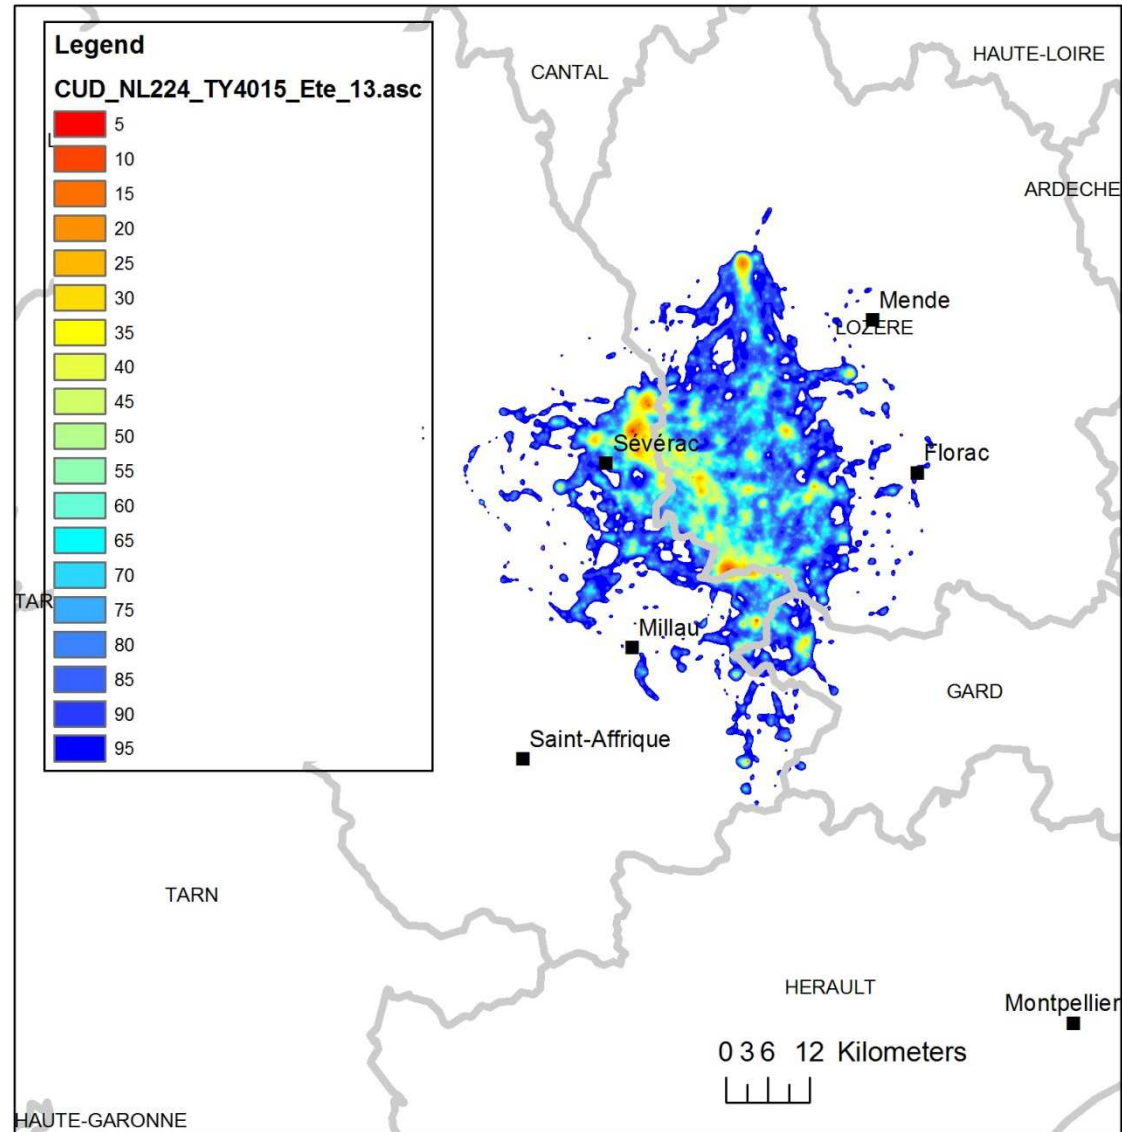 Legend
CUD_NL224_TY4015_Ete_13.asc
5
10
15
20
25
30
35
40
45
50
55
60
65
70
75
80
85
90
95
CANTAL
HAUTE-LOIRE
ARDECHE
Mende
LOZERE
Sévérac
Florac
TAR
Millau
GARD
Saint-Affrique
TARN
HERAULT
Montpellier
0 3 6 12 Kilometers
HAUTE-GARONNE